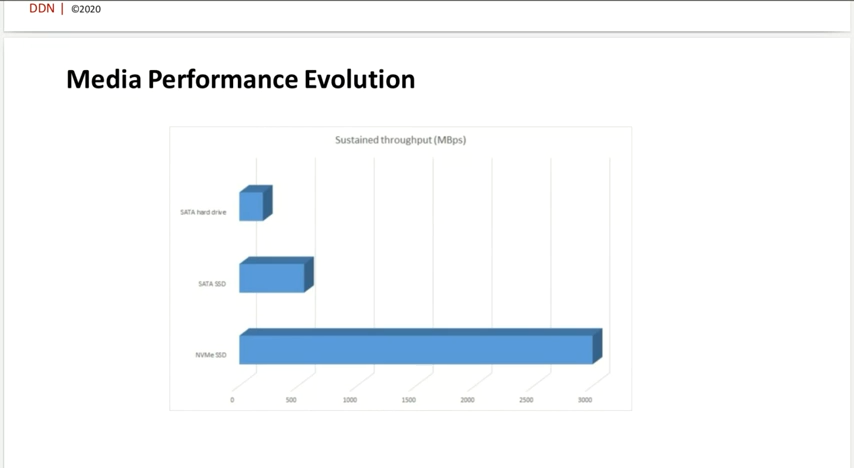 DDN | ©2020
Media Performance Evolution
Sustained throughput (MBps)
SATA hard drive
SATA SSD
NVMe SSD
0 500 1000 1500 2000 2500 3000